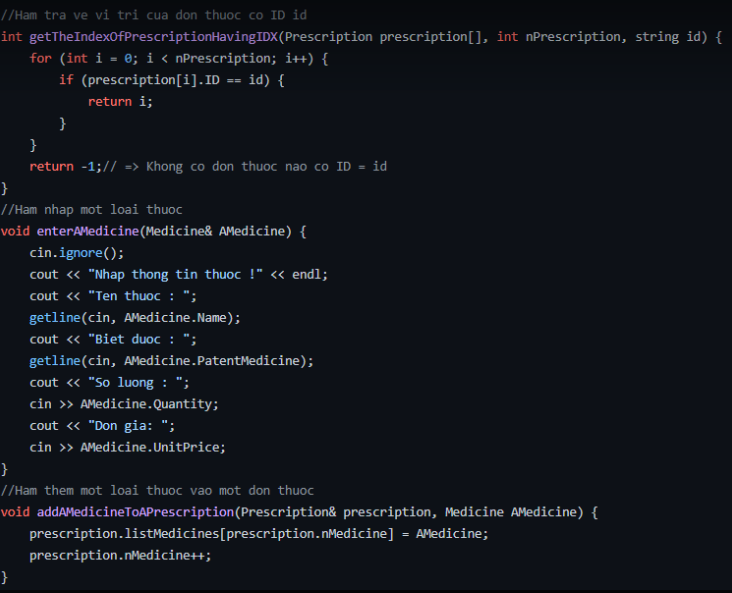 //Ham tra ve vi tri cua don thuoc co ID id
int getTheIndexOfPrescriptionHavingIDX(Prescription prescription[], int nPrescription, string id) {
    for (int i = 0; i < nPrescription; i++) {
        if (prescription[i].ID == id) {
            return i;
        }
    }
    return -1;// => Khong co don thuoc nao co ID = id
}
//Ham nhap mot loai thuoc
void enterAMedicine(Medicine& AMedicine) {
    cin.ignore();
    cout << "Nhap thong tin thuoc !" << endl;
    cout << "Ten thuoc : ";
    getline(cin, AMedicine.Name);
    cout << "Biet duoc : ";
    getline(cin, AMedicine.PatentMedicine);
    cout << "So luong : ";
    cin >> AMedicine.Quantity;
    cout << "Don gia: ";
    cin >> AMedicine.UnitPrice;
}
//Ham them mot loai thuoc vao mot don thuoc
void addAMedicineToAPrescription(Prescription& prescription, Medicine AMedicine) {
    prescription.listMedicines[prescription.nMedicine] = AMedicine;
    prescription.nMedicine++;
}